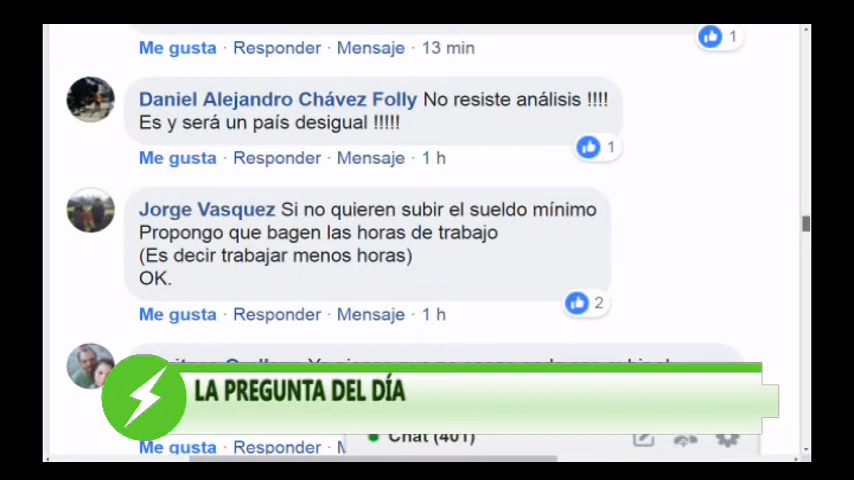 1
Me gusta · Responder · Mensaje · 13 min
Daniel Alejandro Chávez Folly No resiste análisis !!!!
Es y será un país desigual !!!!!
1
Me gusta · Responder · Mensaje · 1 h
Jorge Vasquez Si no quieren subir el sueldo mínimo
Propongo que bagen las horas de trabajo
(Es decir trabajar menos horas)
OK.
2
Me gusta · Responder · Mensaje · 1 h
LA PREGUNTA DEL DÍA
Chat (401)
Me gusta · Responder ·